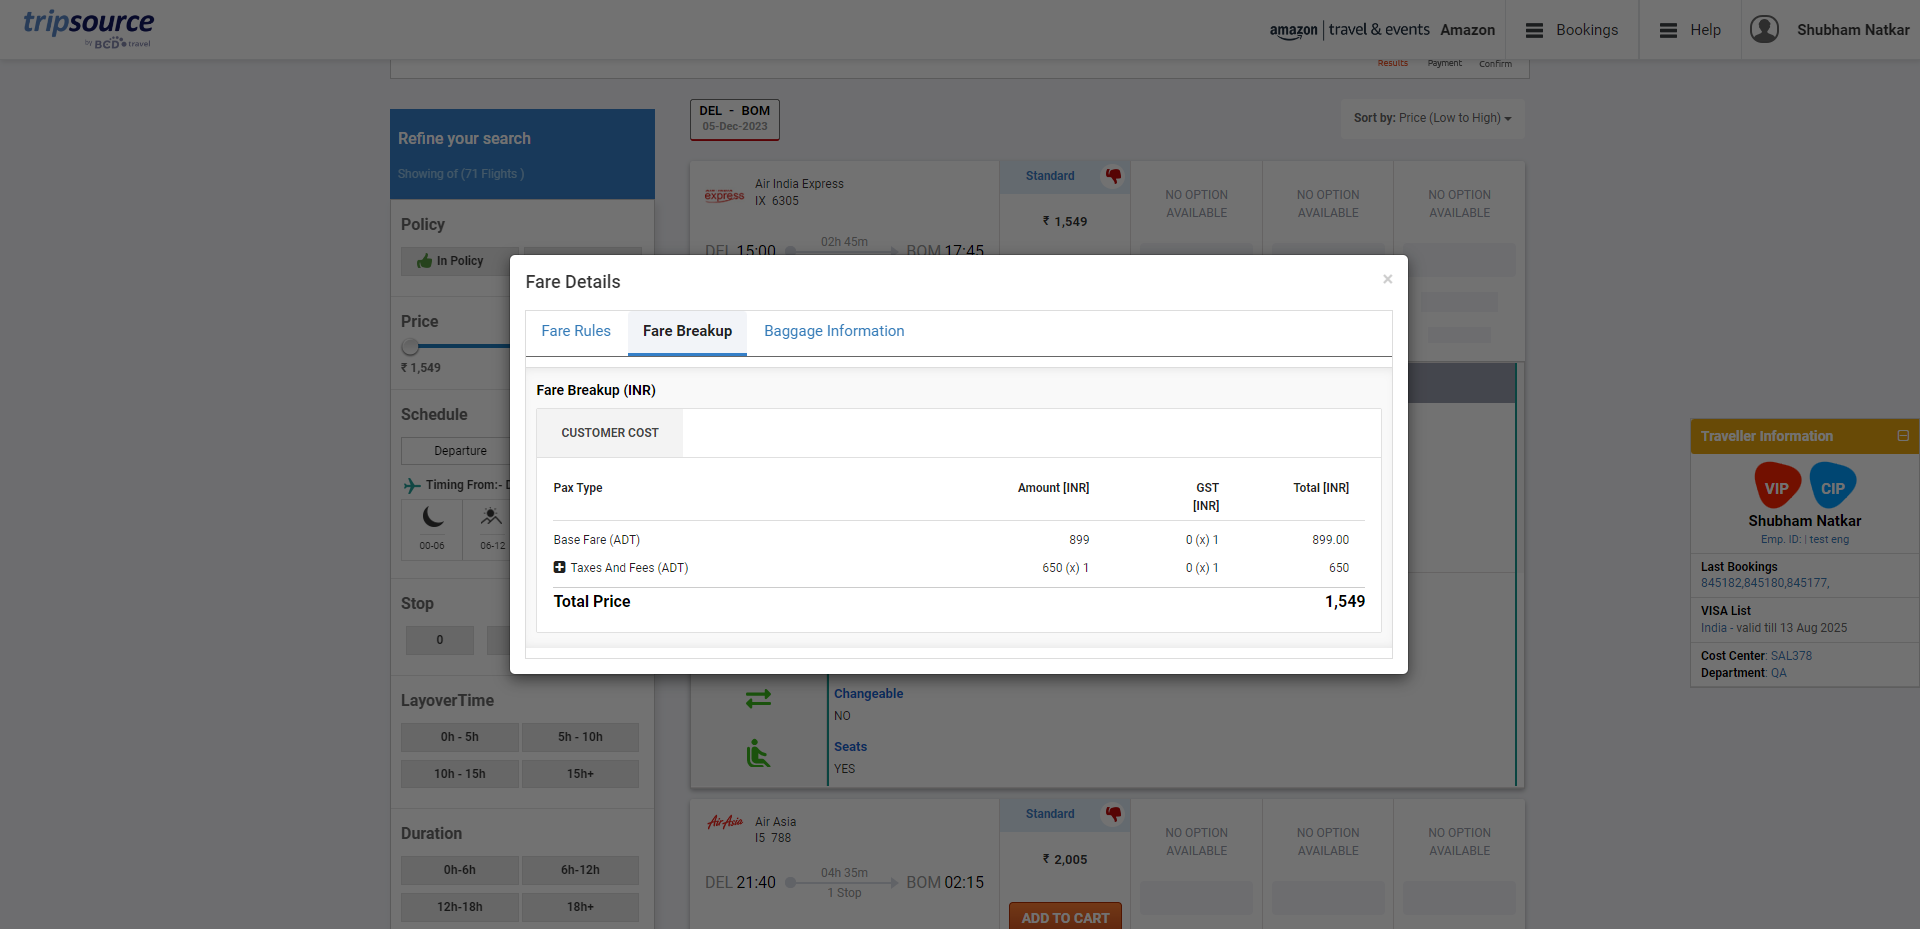 tripsource
by BCD travel
amazon | travel & events Amazon
Bookings
Help
Shubham Natkar
Results Payment Confirm
Refine your search
Showing of (71 Flights )
Policy
In Policy
Price
₹ 1,549
Schedule
Departure
Timing From:- D
00-06 06-12
Stop
0
LayoverTime
0h - 5h 5h - 10h
10h - 15h 15h+
Duration
0h-6h 6h-12h
12h-18h 18h+
DEL - BOM
05-Dec-2023
Sort by: Price (Low to High)
express
Air India Express
IX 6305
02h 45m
DEL 15:00 BOM 17:45
Standard
₹ 1,549
NO OPTION AVAILABLE
NO OPTION AVAILABLE
NO OPTION AVAILABLE
Fare Details
×
Fare Rules Fare Breakup Baggage Information
Fare Breakup (INR)
CUSTOMER COST
Pax Type Amount [INR] GST [INR] Total [INR]
Base Fare (ADT) 899 0 (x) 1 899.00
Taxes And Fees (ADT) 650 (x) 1 0 (x) 1 650
Total Price 1,549
Changeable
NO
Seats
YES
AirAsia
Air Asia
I5 788
04h 35m
DEL 21:40 BOM 02:15
1 Stop
Standard
₹ 2,005
ADD TO CART
NO OPTION AVAILABLE
NO OPTION AVAILABLE
NO OPTION AVAILABLE
Traveller Information
VIP CIP
Shubham Natkar
Emp. ID: | test eng
Last Bookings
845182,845180,845177,
VISA List
India - valid till 13 Aug 2025
Cost Center: SAL378
Department: QA